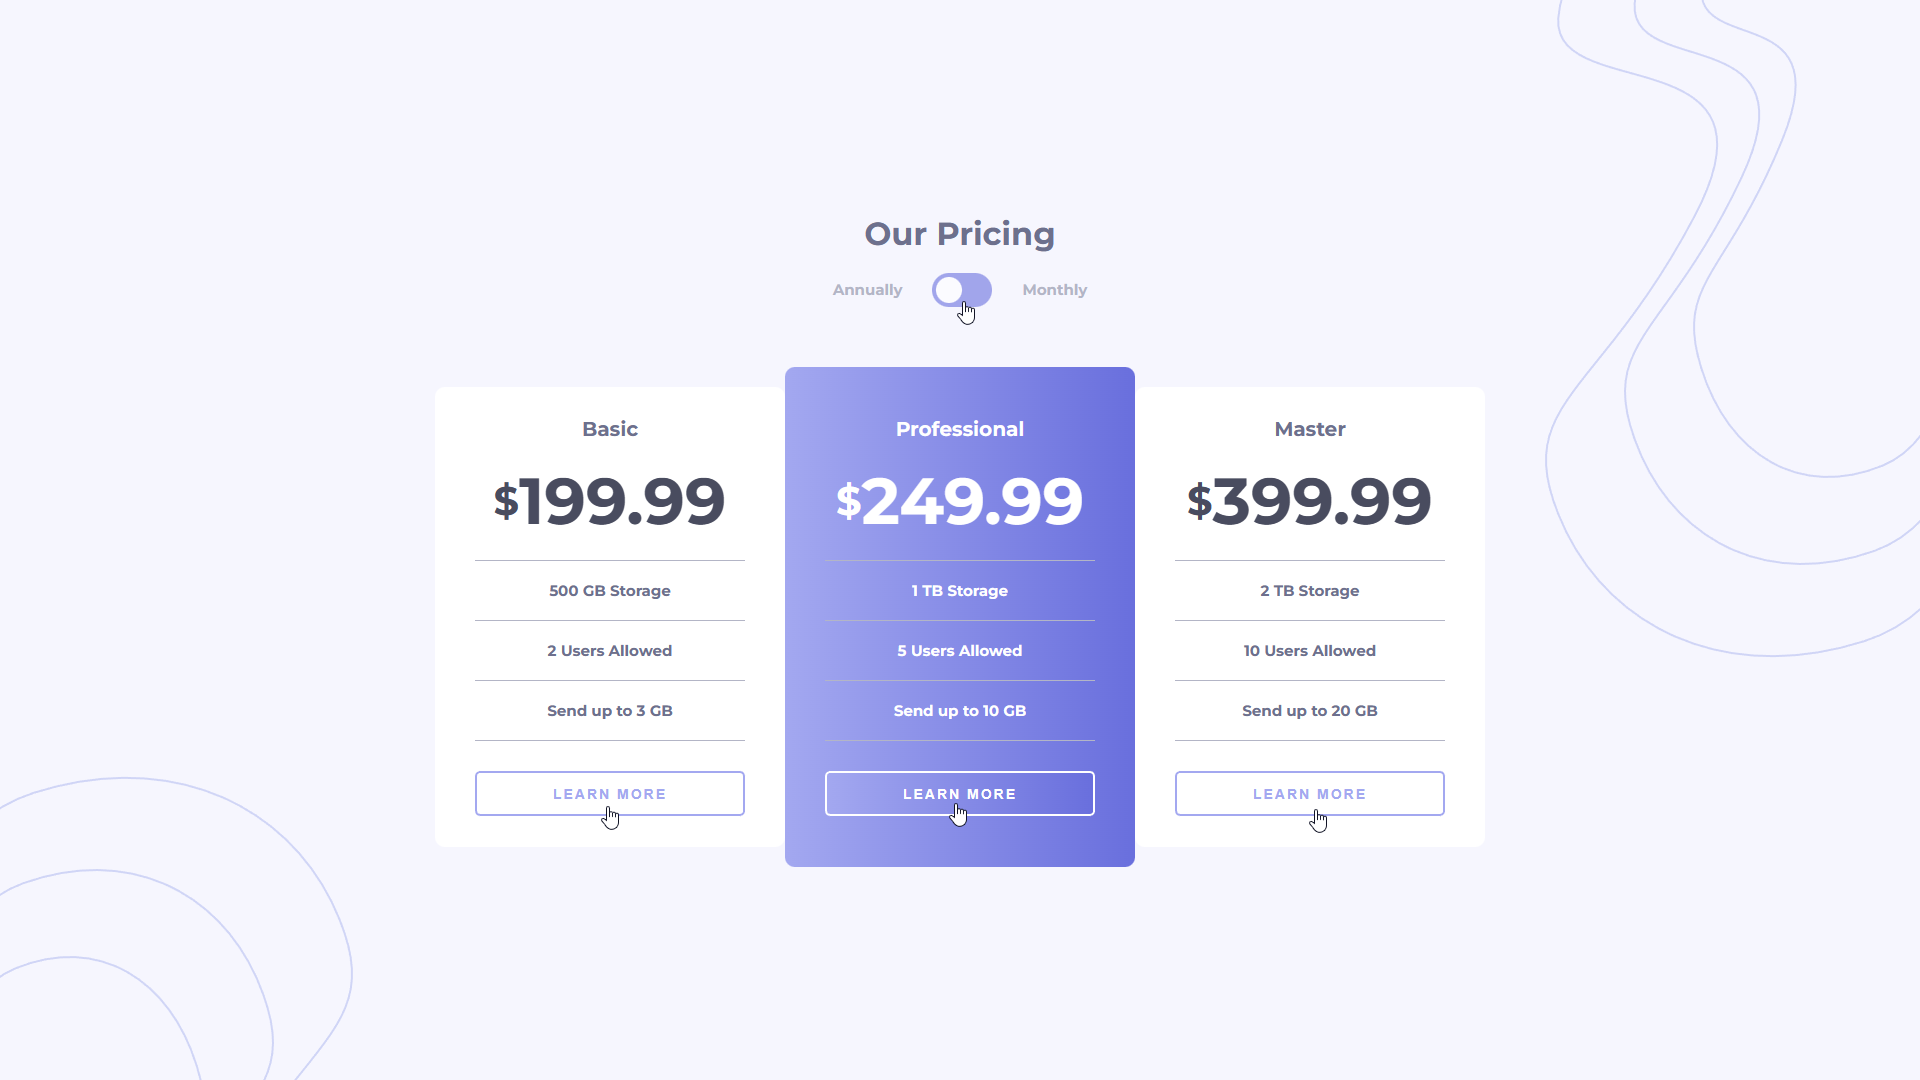 Our Pricing
Annually Monthly
Basic
$199.99
500 GB Storage
2 Users Allowed
Send up to 3 GB
LEARN MORE
Professional
$249.99
1 TB Storage
5 Users Allowed
Send up to 10 GB
LEARN MORE
Master
$399.99
2 TB Storage
10 Users Allowed
Send up to 20 GB
LEARN MORE